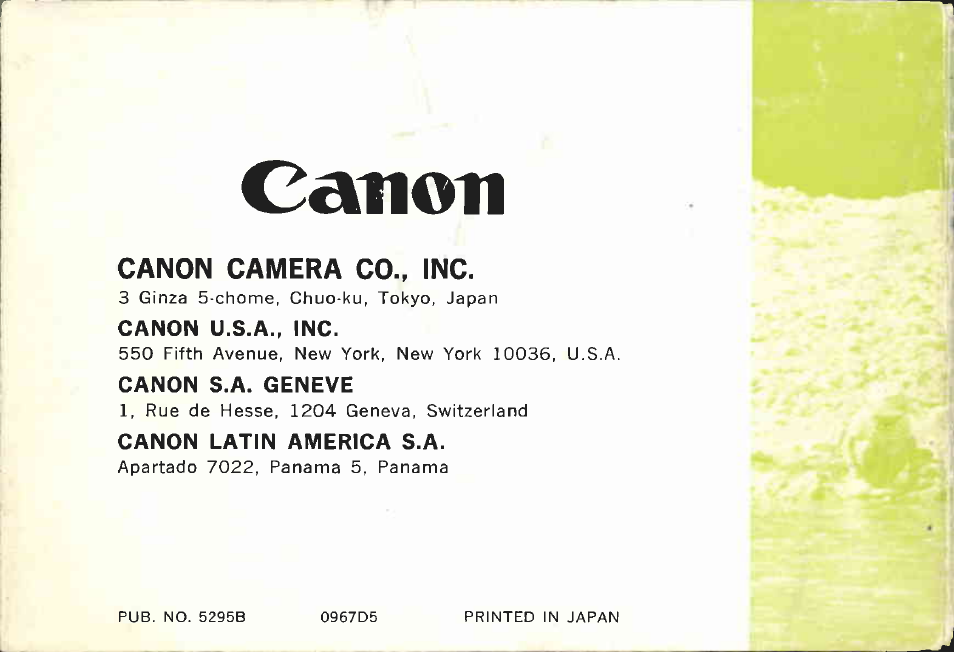 Canon
CANON CAMERA CO., INC.
3 Ginza 5-chome, Chuo-ku, Tokyo, Japan
CANON U.S.A., INC.
550 Fifth Avenue, New York, New York 10036, U.S.A.
CANON S.A. GENEVE
1, Rue de Hesse, 1204 Geneva, Switzerland
CANON LATIN AMERICA S.A.
Apartado 7022, Panama 5, Panama
PUB. NO. 5295B 0967D5 PRINTED IN JAPAN